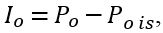 I_o = P_o − P_{o is},